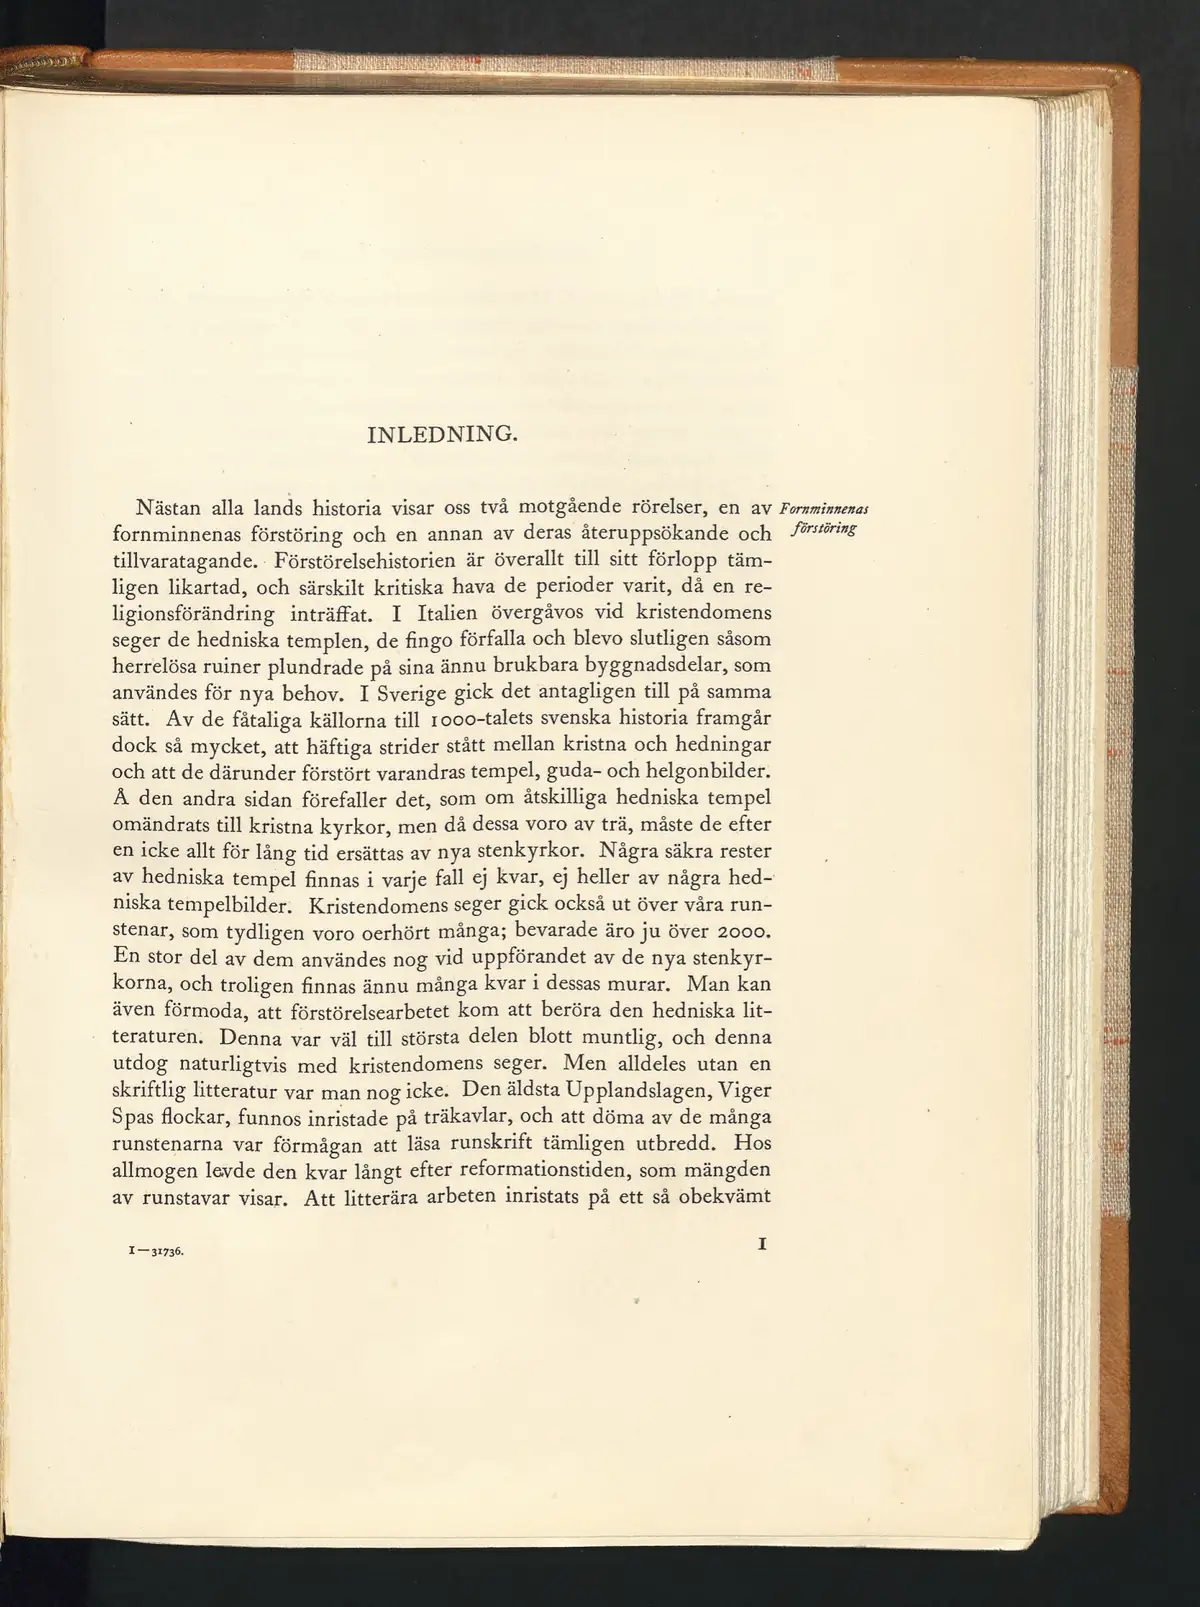 INLEDNING.
Nästan alla lands historia visar oss två motgående rörelser, en av
Fornminnenas
förstöring
fornminnenas förstöring och en annan av deras återuppsökande och
tillvaratagande. Förstörelsehistorien är överallt till sitt förlopp täm-
ligen likartad, och särskilt kritiska hava de perioder varit, då en re-
ligionsförändring inträffat. I Italien övergåvos vid kristendomens
seger de hedniska templen, de fingo förfalla och blevo slutligen såsom
herrelösa ruiner plundrade på sina ännu brukbara byggnadsdelar, som
användes för nya behov. I Sverige gick det antagligen till på samma
sätt. Av de fåtaliga källorna till 1000-talets svenska historia framgår
dock så mycket, att häftiga strider stått mellan kristna och hedningar
och att de därunder förstört varandras tempel, guda- och helgonbilder.
Å den andra sidan förefaller det, som om åtskilliga hedniska tempel
omändrats till kristna kyrkor, men då dessa voro av trä, måste de efter
en icke allt för lång tid ersättas av nya stenkyrkor. Några säkra rester
av hedniska tempel finnas i varje fall ej kvar, ej heller av några hed-
niska tempelbilder. Kristendomens seger gick också ut över våra run-
stenar, som tydligen voro oerhört många; bevarade äro ju över 2000.
En stor del av dem användes nog vid uppförandet av de nya stenkyr-
korna, och troligen finnas ännu många kvar i dessas murar. Man kan
även förmoda, att förstörelsearbetet kom att beröra den hedniska lit-
teraturen. Denna var väl till största delen blott muntlig, och denna
utdog naturligtvis med kristendomens seger. Men alldeles utan en
skriftlig litteratur var man nog icke. Den äldsta Upplandslagen, Viger
Spas flockar, funnos inristade på träkavlar, och att döma av de många
runstenarna var förmågan att läsa runskrift tämligen utbredd. Hos
allmogen levde den kvar långt efter reformationstiden, som mängden
av runstavar visar. Att litterära arbeten inristats på ett så obekvämt
1—31736.
1